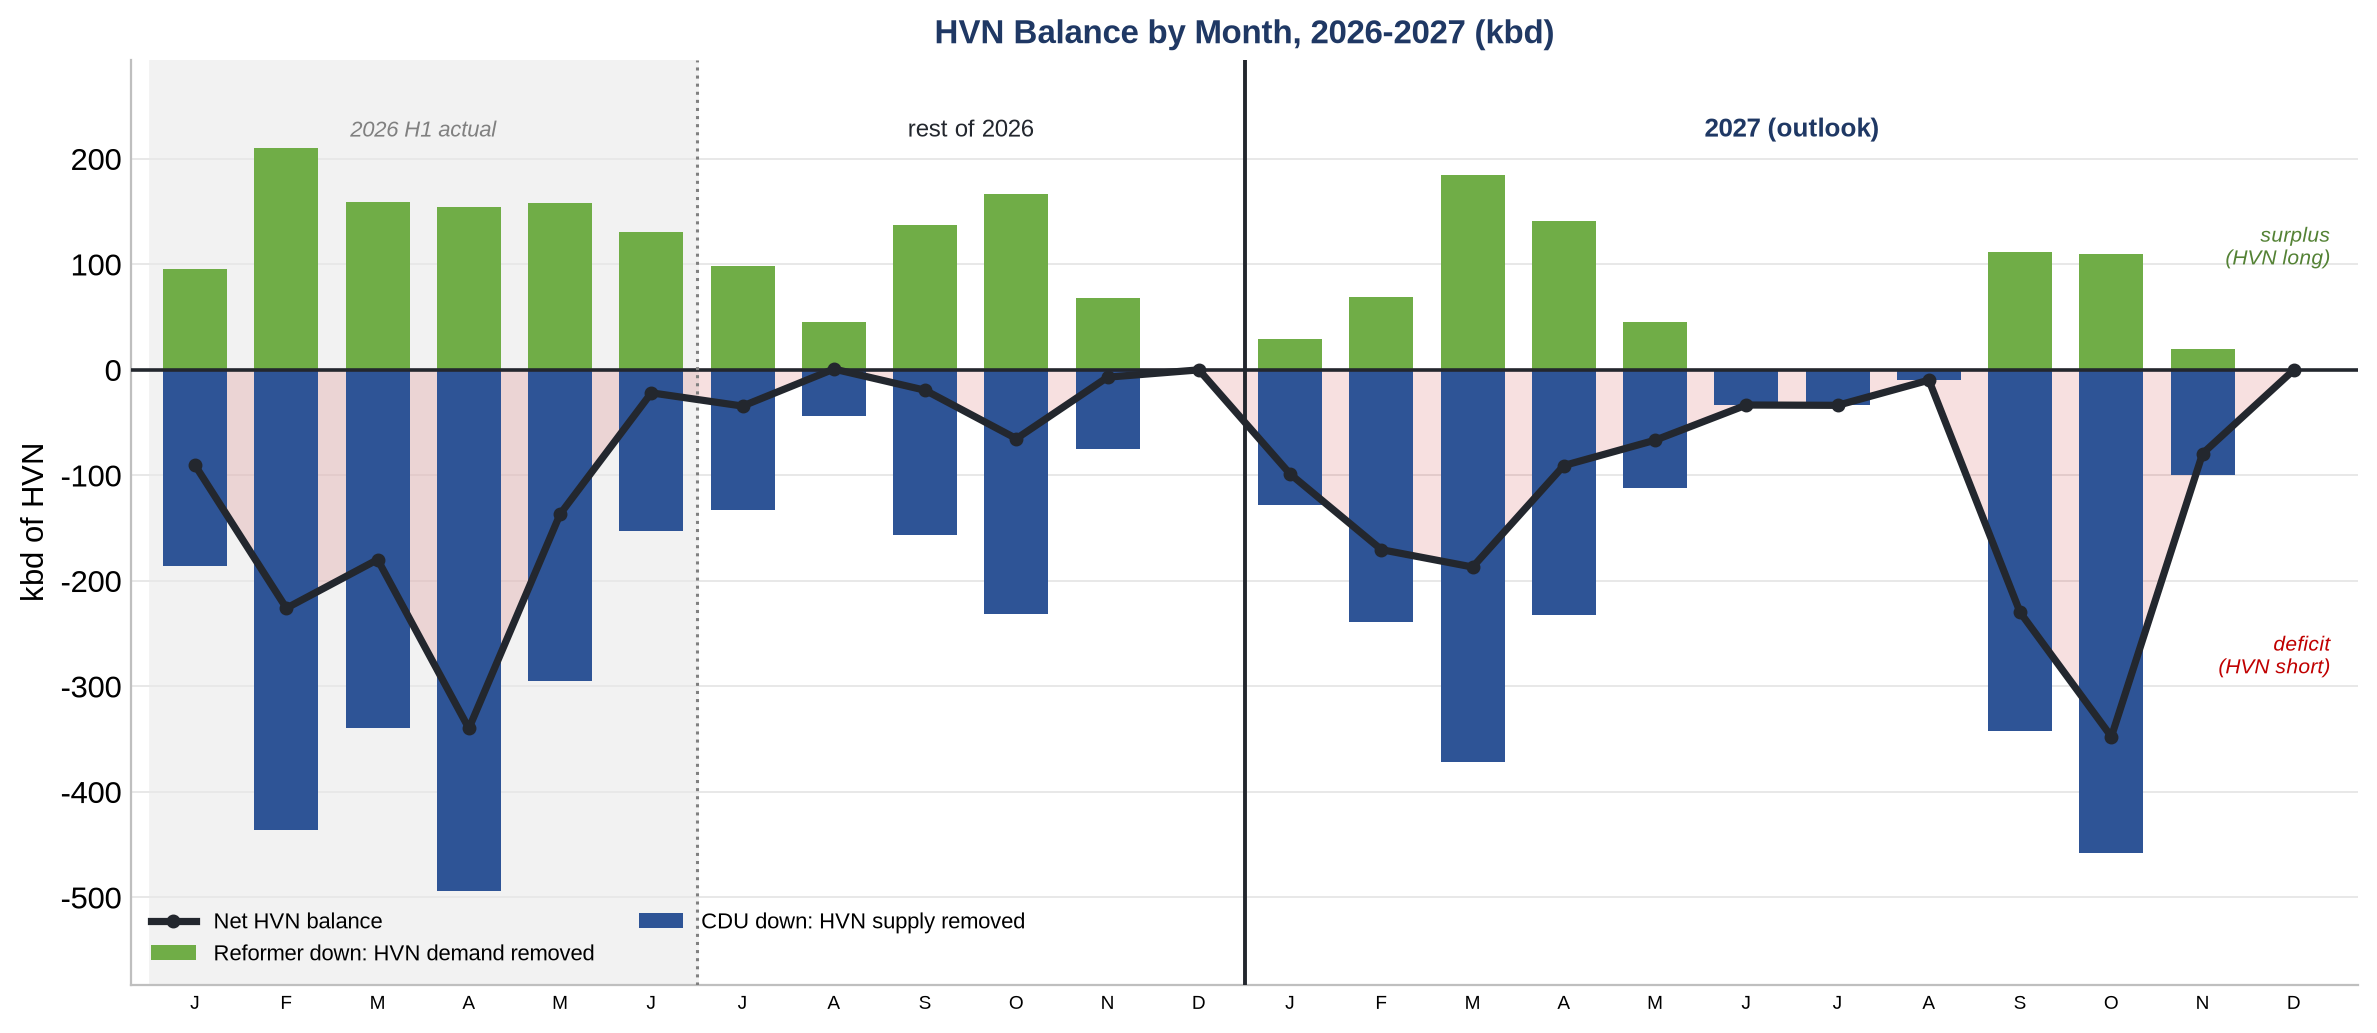 HVN Balance by Month, 2026-2027 (kbd)
2026 H1 actual
rest of 2026
2027 (outlook)
200
100
0
-100
-200
-300
-400
-500
kbd of HVN
surplus
(HVN long)
deficit
(HVN short)
Net HVN balance
Reformer down: HVN demand removed
CDU down: HVN supply removed
J F M A M J J A S O N D J F M A M J J A S O N D